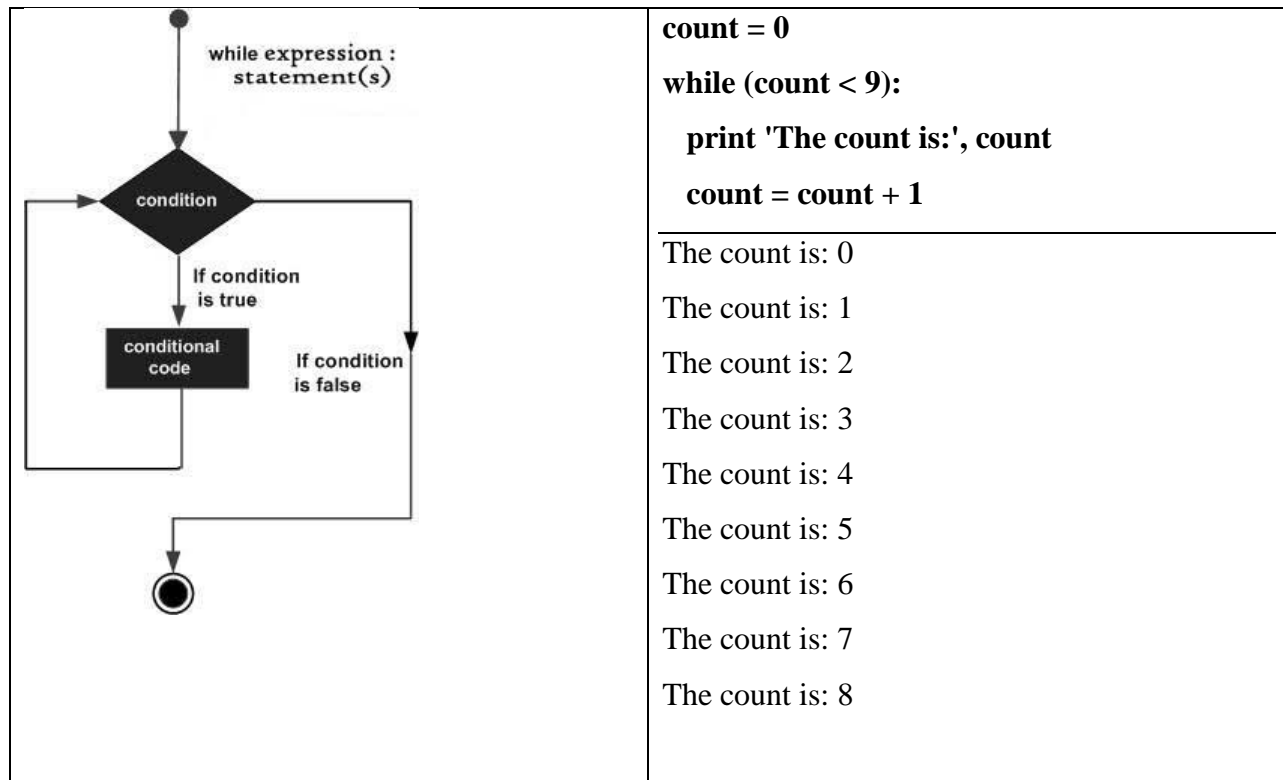 while expression :
statement(s)
condition
If condition
is true
conditional
code
If condition
is false
count = 0
while (count < 9):
print 'The count is:', count
count = count + 1
The count is: 0
The count is: 1
The count is: 2
The count is: 3
The count is: 4
The count is: 5
The count is: 6
The count is: 7
The count is: 8